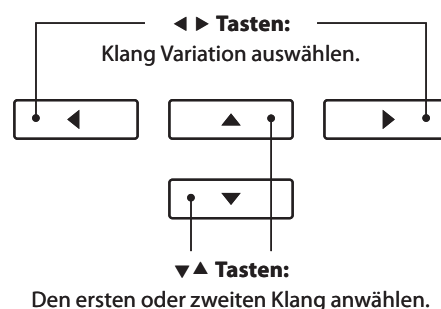 ◀ ▶ Tasten:
Klang Variation auswählen.
◀
▲
▶
▼
▼▲ Tasten:
Den ersten oder zweiten Klang anwählen.